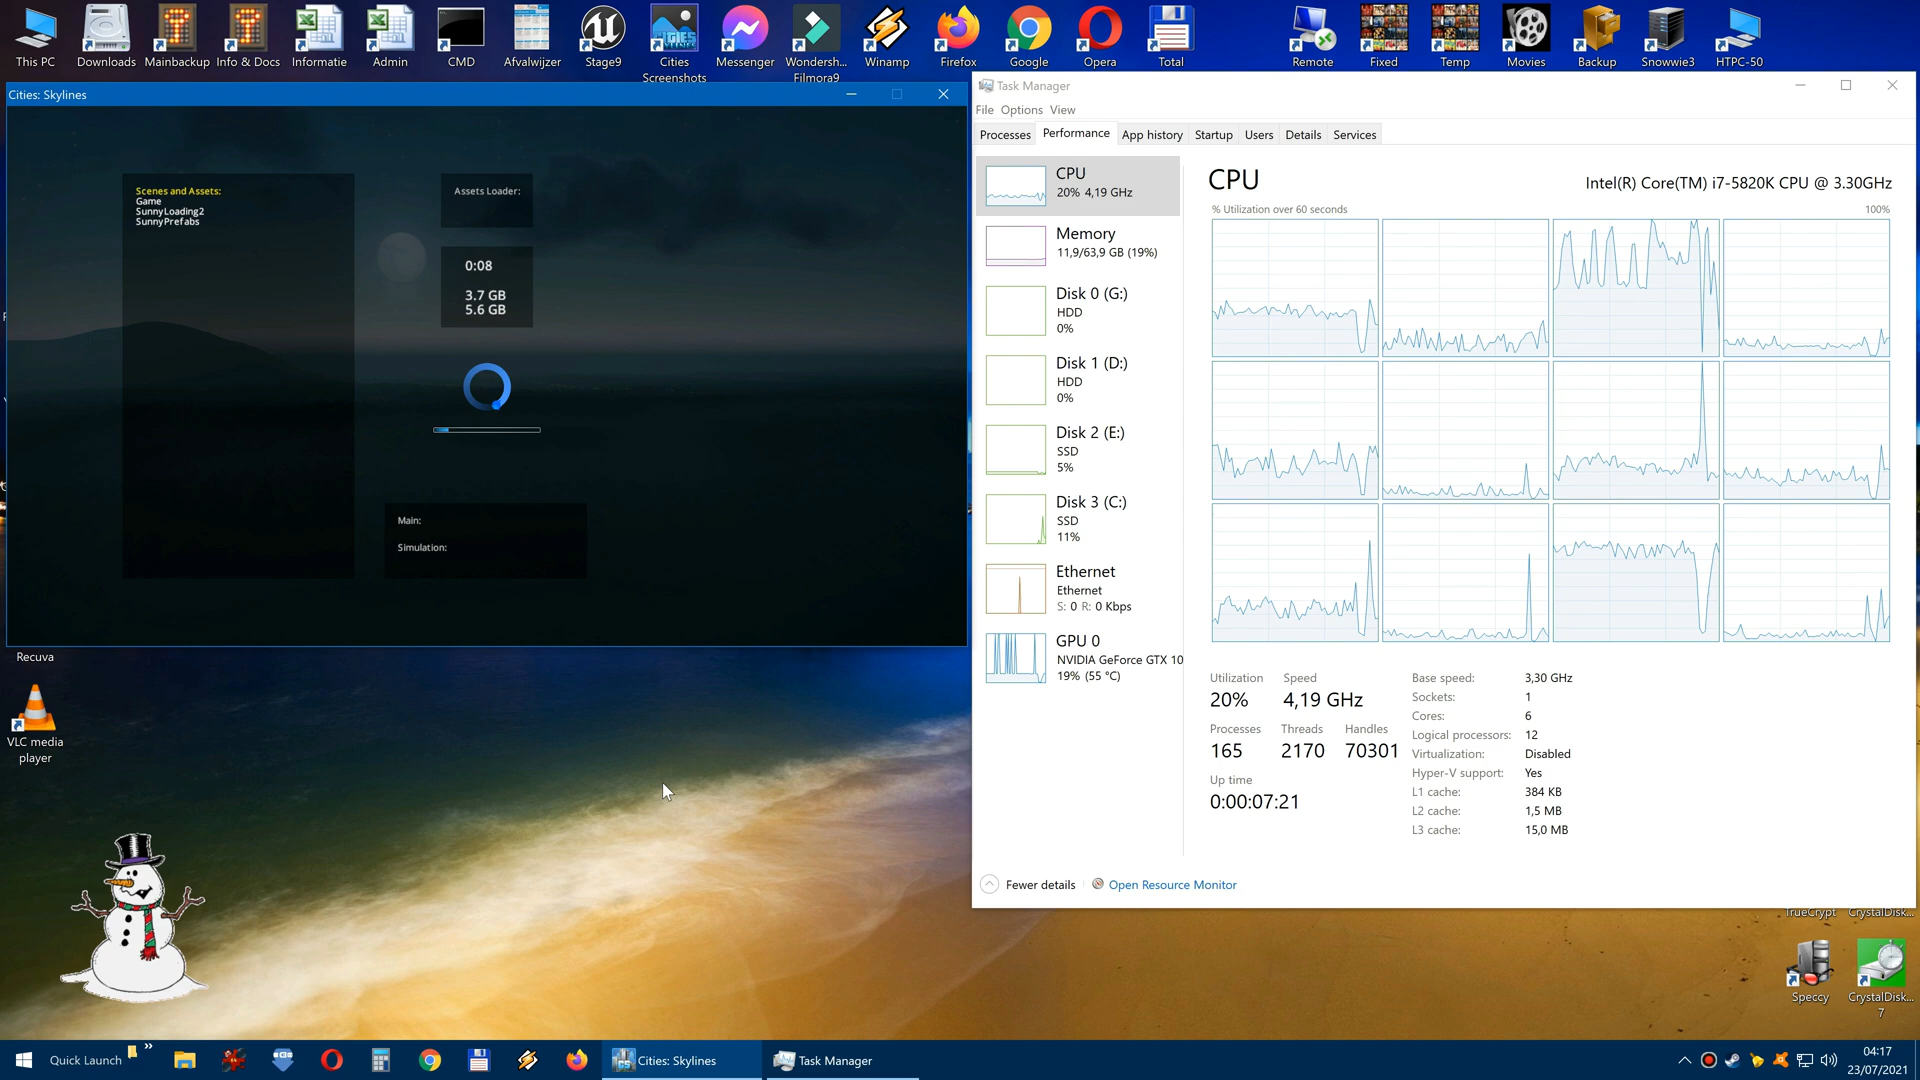 This PC
Downloads
Mainbackup
Info & Docs
Informatie
Admin
CMD
Afvalwijzer
Stage9
Cities
Screenshots
Messenger
Wondersh...
Filmora9
Winamp
Firefox
Google
Opera
Total
Remote
Fixed
Temp
Movies
Backup
Snowwie3
HTPC-50
Cities: Skylines
Scenes and Assets:
Game
SunnyLoading2
SunnyPrefabs
Assets Loader:
0:08
3.7 GB
5.6 GB
Main:
Simulation:
Recuva
VLC media
player
Task Manager
File Options View
Processes Performance App history Startup Users Details Services
CPU
20% 4,19 GHz
Memory
11,9/63,9 GB (19%)
Disk 0 (G:)
HDD
0%
Disk 1 (D:)
HDD
0%
Disk 2 (E:)
SSD
5%
Disk 3 (C:)
SSD
11%
Ethernet
Ethernet
S: 0 R: 0 Kbps
GPU 0
NVIDIA GeForce GTX 10
19% (55 °C)
CPU
Intel(R) Core(TM) i7-5820K CPU @ 3.30GHz
% Utilization over 60 seconds
100%
Utilization Speed
20% 4,19 GHz
Processes Threads Handles
165 2170 70301
Up time
0:00:07:21
Base speed: 3,30 GHz
Sockets: 1
Cores: 6
Logical processors: 12
Virtualization: Disabled
Hyper-V support: Yes
L1 cache: 384 KB
L2 cache: 1,5 MB
L3 cache: 15,0 MB
Fewer details
Open Resource Monitor
TrueCrypt
CrystalDisk...
Speccy
CrystalDisk...
7
Quick Launch
Cities: Skylines
Task Manager
04:17
23/07/2021